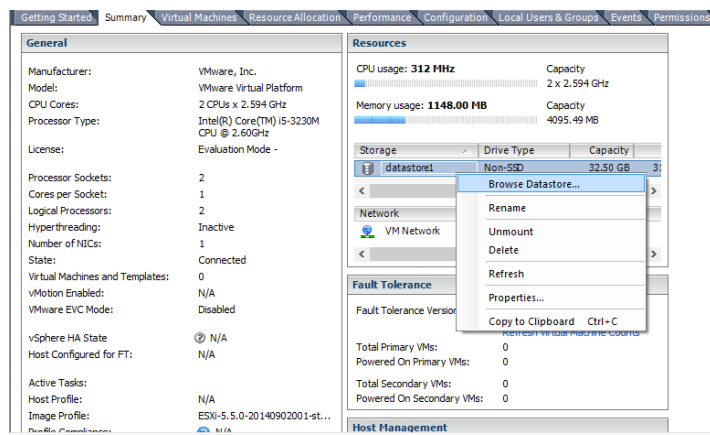 Getting Started Summary Virtual Machines Resource Allocation Performance Configuration Local Users & Groups Events Permissions
General
Manufacturer: VMware, Inc.
Model: VMware Virtual Platform
CPU Cores: 2 CPUs x 2.594 GHz
Processor Type: Intel(R) Core(TM) i5-3230M
CPU @ 2.60GHz
License: Evaluation Mode -
Processor Sockets: 2
Cores per Socket: 1
Logical Processors: 2
Hyperthreading: Inactive
Number of NICs: 1
State: Connected
Virtual Machines and Templates: 0
vMotion Enabled: N/A
VMware EVC Mode: Disabled
vSphere HA State ? N/A
Host Configured for FT: N/A
Active Tasks:
Host Profile: N/A
Image Profile: ESXi-5.5.0-20140902001-st...
Profile Compliance: ? N/A
Resources
CPU usage: 312 MHz Capacity
2 x 2.594 GHz
Memory usage: 1148.00 MB Capacity
4095.49 MB
Storage Drive Type Capacity
datastore1 Non-SSD 32.50 GB 31
Network
VM Network
Browse Datastore...
Rename
Unmount
Delete
Refresh
Properties...
Copy to Clipboard Ctrl+C
Fault Tolerance
Fault Tolerance Version
Refresh Virtual Machine Counts
Total Primary VMs: 0
Powered On Primary VMs: 0
Total Secondary VMs: 0
Powered On Secondary VMs: 0
Host Management